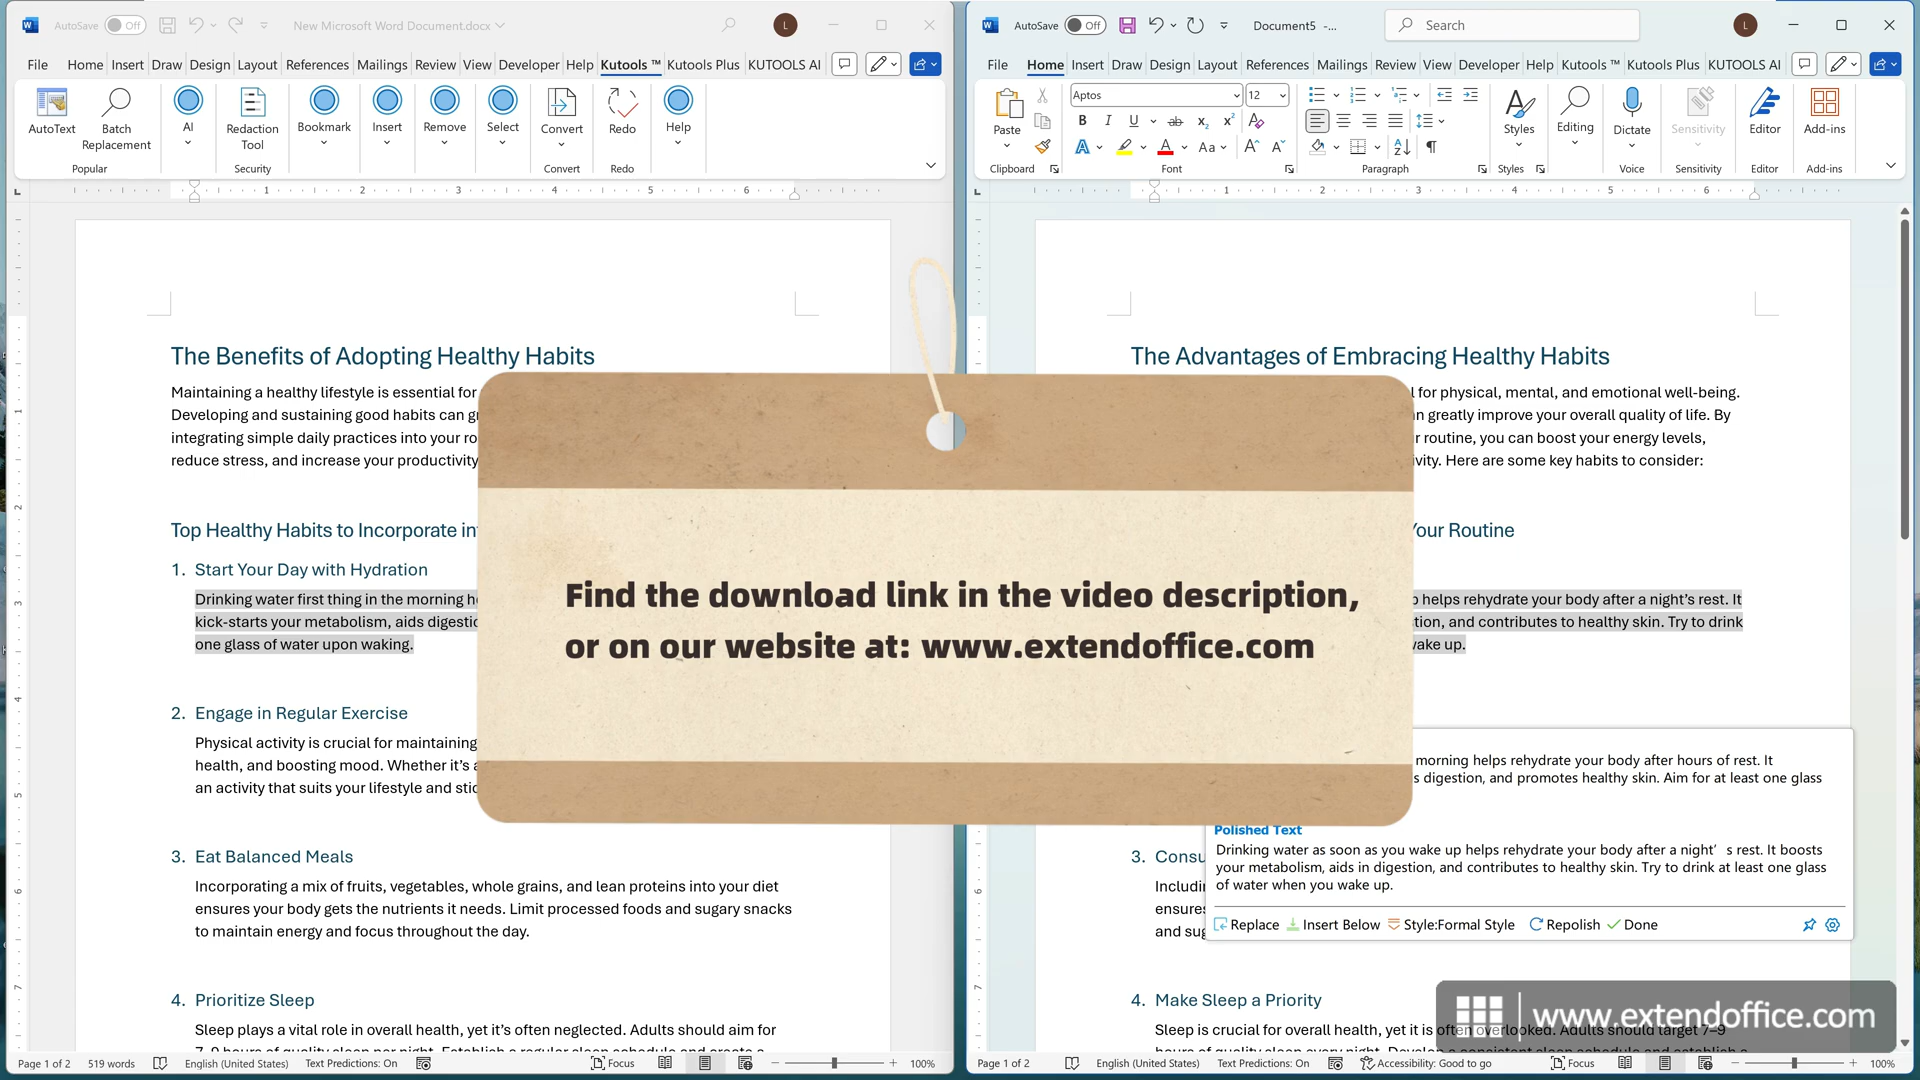 AutoSave Off New Microsoft Word Document.docx L
File Home Insert Draw Design Layout References Mailings Review View Developer Help Kutools ™ Kutools Plus KUTOOLS AI
AutoText
Batch Replacement
AI
Redaction Tool
Bookmark
Insert
Remove
Select
Convert
Redo
Help
Popular Security Convert Redo
1 2 3 4 5 6
The Benefits of Adopting Healthy Habits
Maintaining a healthy lifestyle is essential for
Developing and sustaining good habits can
integrating simple daily practices into your
reduce stress, and increase your productivity
Top Healthy Habits to Incorporate
1. Start Your Day with Hydration
Drinking water first thing in the morning
kick-starts your metabolism, aids
one glass of water upon waking.
2. Engage in Regular Exercise
Physical activity is crucial for maintaining
health, and boosting mood. Whether it's
an activity that suits your lifestyle and
3. Eat Balanced Meals
Incorporating a mix of fruits, vegetables, whole grains, and lean proteins into your diet
ensures your body gets the nutrients it needs. Limit processed foods and sugary snacks
to maintain energy and focus throughout the day.
4. Prioritize Sleep
Sleep plays a vital role in overall health, yet it's often neglected. Adults should aim for
Page 1 of 2 519 words English (United States) Text Predictions: On Focus 100%
AutoSave Off Document5 -... Search L
File Home Insert Draw Design Layout References Mailings Review View Developer Help Kutools ™ Kutools Plus KUTOOLS AI
Paste
Aptos 12
Styles
Editing
Dictate
Sensitivity
Editor
Add-ins
Clipboard Font Paragraph Styles Voice Sensitivity Editor Add-ins
1 2 3 4 5 6
The Advantages of Embracing Healthy Habits
for physical, mental, and emotional well-being.
greatly improve your overall quality of life. By
routine, you can boost your energy levels,
Here are some key habits to consider:
Your Routine
helps rehydrate your body after a night's rest. It
and contributes to healthy skin. Try to drink
wake up.
morning helps rehydrate your body after hours of rest. It
digestion, and promotes healthy skin. Aim for at least one glass
Polished Text
Drinking water as soon as you wake up helps rehydrate your body after a night's rest. It boosts
your metabolism, aids in digestion, and contributes to healthy skin. Try to drink at least one glass
of water when you wake up.
Replace Insert Below Style:Formal Style Repolish Done
3.
4. Make Sleep a Priority
Sleep is crucial for overall health, yet it is often overlooked. Adults should target 7–9
Page 1 of 2 English (United States) Text Predictions: On Accessibility: Good to go Focus 100%
Find the download link in the video description,
or on our website at: www.extendoffice.com
www.extendoffice.com